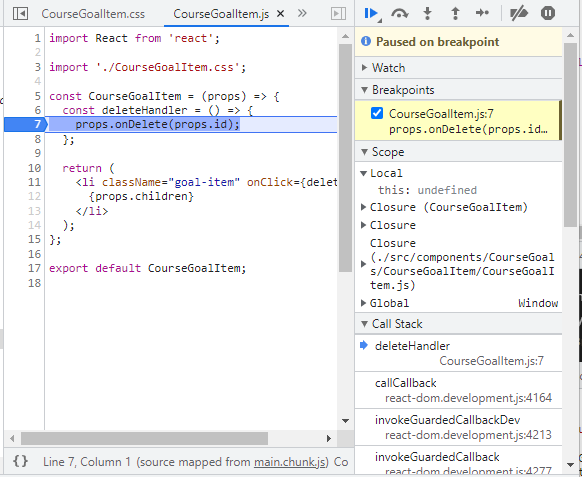 CourseGoalItem.css
CourseGoalItem.js ×
1 import React from 'react';
2
3 import './CourseGoalItem.css';
4
5 const CourseGoalItem = (props) => {
6 const deleteHandler = () => {
7 props.onDelete(props.id);
8 };
9
10 return (
11 <li className="goal-item" onClick={delet
12 {props.children}
13 </li>
14 );
15 };
16
17 export default CourseGoalItem;
18
{} Line 7, Column 1 (source mapped from main.chunk.js) Co
Paused on breakpoint
Watch
Breakpoints
CourseGoalItem.js:7
props.onDelete(props.id…
Scope
Local
this: undefined
Closure (CourseGoalItem)
Closure
Closure
(./src/components/CourseGoal
s/CourseGoalItem/CourseGoalI
tem.js)
Global Window
Call Stack
deleteHandler
CourseGoalItem.js:7
callCallback
react-dom.development.js:4164
invokeGuardedCallbackDev
react-dom.development.js:4213
invokeGuardedCallback
react-dom.development.js:4277